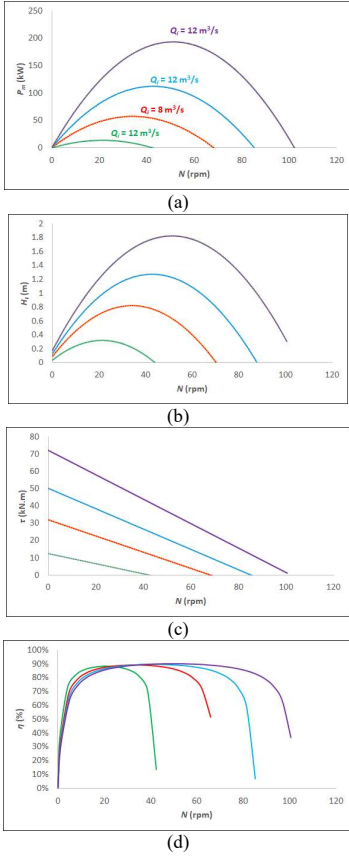 250
200
150
100
50
0
P_m (kW)
Q_i = 12 m³/s
Q_i = 12 m³/s
Q_i = 8 m³/s
Q_i = 12 m³/s
0 20 40 60 80 100 120
N (rpm)
(a)
2
1.8
1.6
1.4
1.2
1
0.8
0.6
0.4
0.2
0
H_t (m)
0 20 40 60 80 100 120
N (rpm)
(b)
80
70
60
50
40
30
20
10
0
τ (kN.m)
0 20 40 60 80 100 120
N (rpm)
(c)
100%
90%
80%
70%
60%
50%
40%
30%
20%
10%
0%
η (%)
0 20 40 60 80 100 120
N (rpm)
(d)